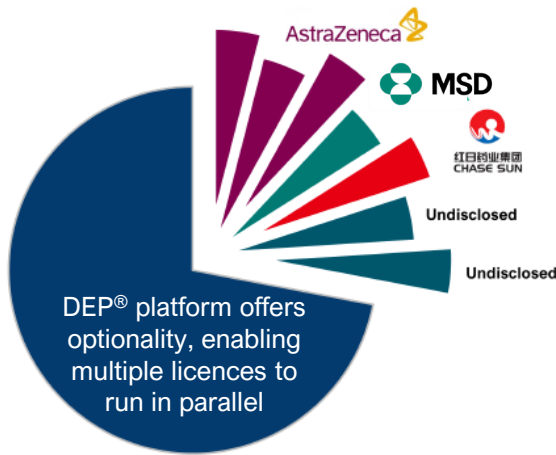 AstraZeneca
MSD
红日药业集团
CHASE SUN
Undisclosed
Undisclosed
DEP® platform offers
optionality, enabling
multiple licences to
run in parallel